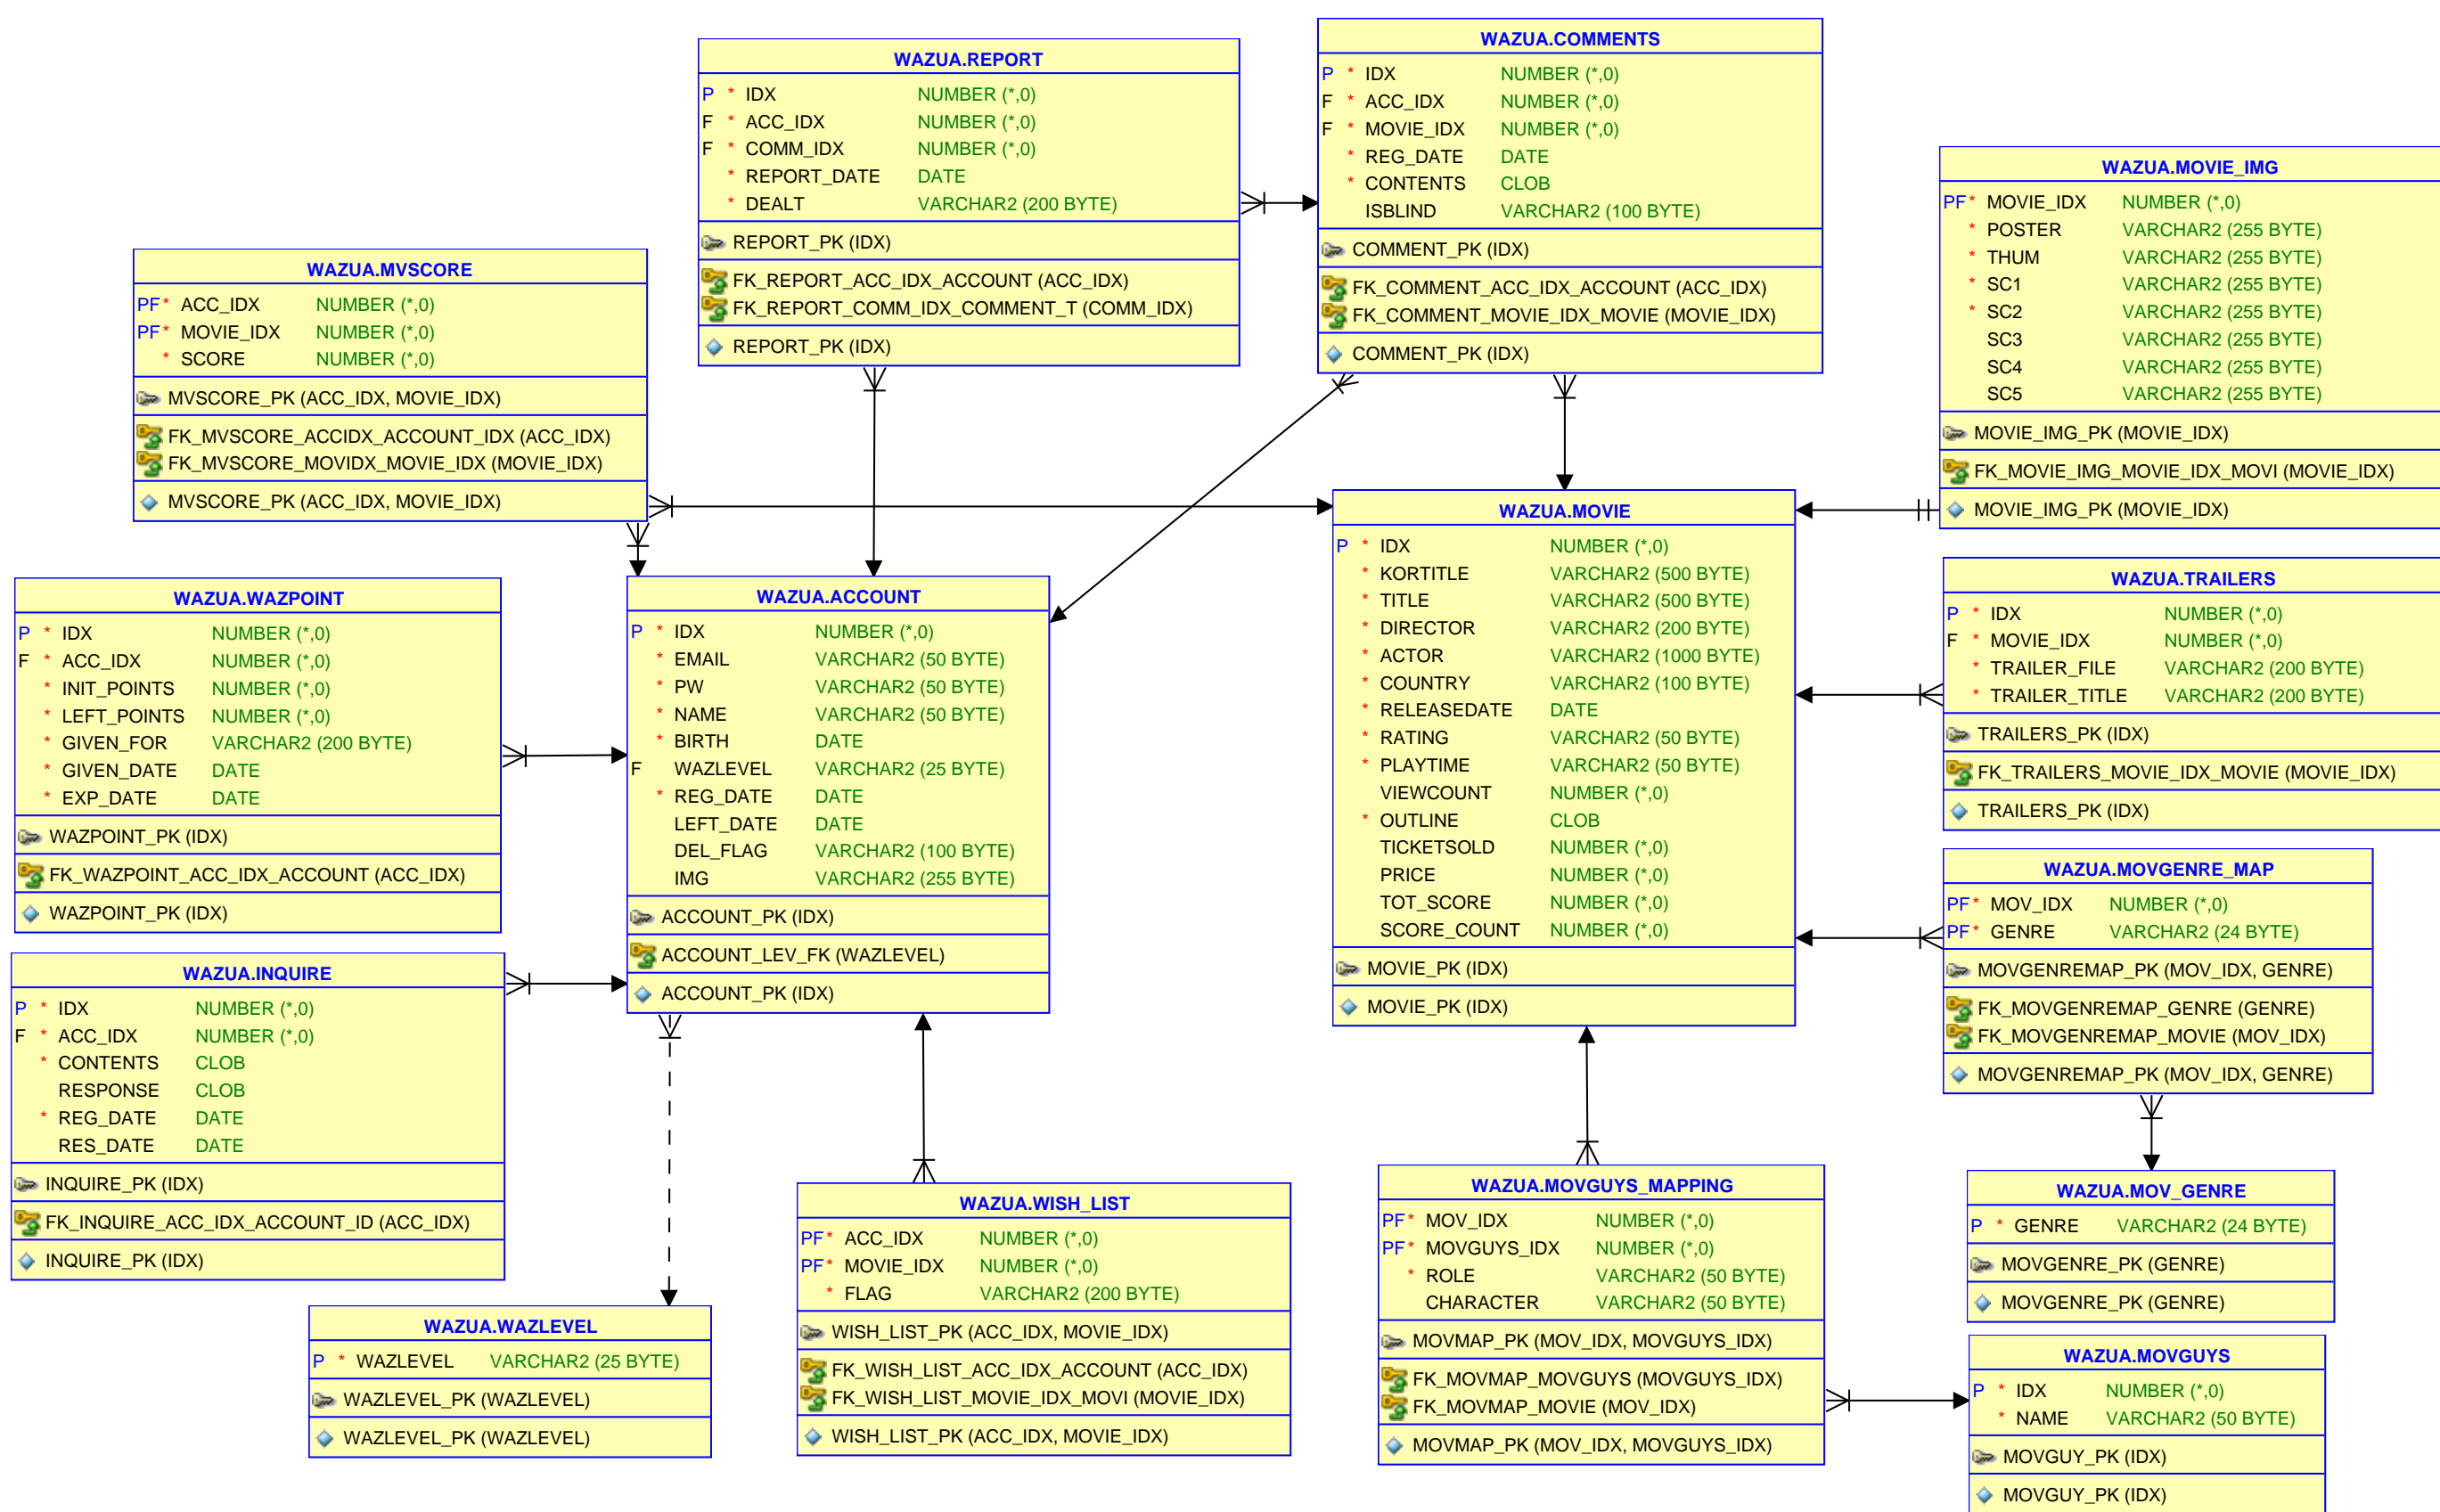 WAZUA.REPORT
P * IDX NUMBER (*,0)
F * ACC_IDX NUMBER (*,0)
F * COMM_IDX NUMBER (*,0)
* REPORT_DATE DATE
* DEALT VARCHAR2 (200 BYTE)
REPORT_PK (IDX)
FK_REPORT_ACC_IDX_ACCOUNT (ACC_IDX)
FK_REPORT_COMM_IDX_COMMENT_T (COMM_IDX)
REPORT_PK (IDX)
WAZUA.COMMENTS
P * IDX NUMBER (*,0)
F * ACC_IDX NUMBER (*,0)
F * MOVIE_IDX NUMBER (*,0)
* REG_DATE DATE
* CONTENTS CLOB
ISBLIND VARCHAR2 (100 BYTE)
COMMENT_PK (IDX)
FK_COMMENT_ACC_IDX_ACCOUNT (ACC_IDX)
FK_COMMENT_MOVIE_IDX_MOVIE (MOVIE_IDX)
COMMENT_PK (IDX)
WAZUA.MOVIE_IMG
PF* MOVIE_IDX NUMBER (*,0)
* POSTER VARCHAR2 (255 BYTE)
* THUM VARCHAR2 (255 BYTE)
* SC1 VARCHAR2 (255 BYTE)
* SC2 VARCHAR2 (255 BYTE)
SC3 VARCHAR2 (255 BYTE)
SC4 VARCHAR2 (255 BYTE)
SC5 VARCHAR2 (255 BYTE)
MOVIE_IMG_PK (MOVIE_IDX)
FK_MOVIE_IMG_MOVIE_IDX_MOVI (MOVIE_IDX)
MOVIE_IMG_PK (MOVIE_IDX)
WAZUA.MVSCORE
PF* ACC_IDX NUMBER (*,0)
PF* MOVIE_IDX NUMBER (*,0)
* SCORE NUMBER (*,0)
MVSCORE_PK (ACC_IDX, MOVIE_IDX)
FK_MVSCORE_ACCIDX_ACCOUNT_IDX (ACC_IDX)
FK_MVSCORE_MOVIDX_MOVIE_IDX (MOVIE_IDX)
MVSCORE_PK (ACC_IDX, MOVIE_IDX)
WAZUA.WAZPOINT
P * IDX NUMBER (*,0)
F * ACC_IDX NUMBER (*,0)
* INIT_POINTS NUMBER (*,0)
* LEFT_POINTS NUMBER (*,0)
* GIVEN_FOR VARCHAR2 (200 BYTE)
* GIVEN_DATE DATE
* EXP_DATE DATE
WAZPOINT_PK (IDX)
FK_WAZPOINT_ACC_IDX_ACCOUNT (ACC_IDX)
WAZPOINT_PK (IDX)
WAZUA.ACCOUNT
P * IDX NUMBER (*,0)
* EMAIL VARCHAR2 (50 BYTE)
* PW VARCHAR2 (50 BYTE)
* NAME VARCHAR2 (50 BYTE)
* BIRTH DATE
F WAZLEVEL VARCHAR2 (25 BYTE)
* REG_DATE DATE
LEFT_DATE DATE
DEL_FLAG VARCHAR2 (100 BYTE)
IMG VARCHAR2 (255 BYTE)
ACCOUNT_PK (IDX)
ACCOUNT_LEV_FK (WAZLEVEL)
ACCOUNT_PK (IDX)
WAZUA.MOVIE
P * IDX NUMBER (*,0)
* KORTITLE VARCHAR2 (500 BYTE)
* TITLE VARCHAR2 (500 BYTE)
* DIRECTOR VARCHAR2 (200 BYTE)
* ACTOR VARCHAR2 (1000 BYTE)
* COUNTRY VARCHAR2 (100 BYTE)
* RELEASEDATE DATE
* RATING VARCHAR2 (50 BYTE)
* PLAYTIME VARCHAR2 (50 BYTE)
VIEWCOUNT NUMBER (*,0)
* OUTLINE CLOB
TICKETSOLD NUMBER (*,0)
PRICE NUMBER (*,0)
TOT_SCORE NUMBER (*,0)
SCORE_COUNT NUMBER (*,0)
MOVIE_PK (IDX)
MOVIE_PK (IDX)
WAZUA.TRAILERS
P * IDX NUMBER (*,0)
F * MOVIE_IDX NUMBER (*,0)
* TRAILER_FILE VARCHAR2 (200 BYTE)
* TRAILER_TITLE VARCHAR2 (200 BYTE)
TRAILERS_PK (IDX)
FK_TRAILERS_MOVIE_IDX_MOVIE (MOVIE_IDX)
TRAILERS_PK (IDX)
WAZUA.MOVGENRE_MAP
PF* MOV_IDX NUMBER (*,0)
PF* GENRE VARCHAR2 (24 BYTE)
MOVGENREMAP_PK (MOV_IDX, GENRE)
FK_MOVGENREMAP_GENRE (GENRE)
FK_MOVGENREMAP_MOVIE (MOV_IDX)
MOVGENREMAP_PK (MOV_IDX, GENRE)
WAZUA.INQUIRE
P * IDX NUMBER (*,0)
F * ACC_IDX NUMBER (*,0)
* CONTENTS CLOB
RESPONSE CLOB
* REG_DATE DATE
RES_DATE DATE
INQUIRE_PK (IDX)
FK_INQUIRE_ACC_IDX_ACCOUNT_ID (ACC_IDX)
INQUIRE_PK (IDX)
WAZUA.WAZLEVEL
P * WAZLEVEL VARCHAR2 (25 BYTE)
WAZLEVEL_PK (WAZLEVEL)
WAZLEVEL_PK (WAZLEVEL)
WAZUA.WISH_LIST
PF* ACC_IDX NUMBER (*,0)
PF* MOVIE_IDX NUMBER (*,0)
* FLAG VARCHAR2 (200 BYTE)
WISH_LIST_PK (ACC_IDX, MOVIE_IDX)
FK_WISH_LIST_ACC_IDX_ACCOUNT (ACC_IDX)
FK_WISH_LIST_MOVIE_IDX_MOVI (MOVIE_IDX)
WISH_LIST_PK (ACC_IDX, MOVIE_IDX)
WAZUA.MOVGUYS_MAPPING
PF* MOV_IDX NUMBER (*,0)
PF* MOVGUYS_IDX NUMBER (*,0)
* ROLE VARCHAR2 (50 BYTE)
CHARACTER VARCHAR2 (50 BYTE)
MOVMAP_PK (MOV_IDX, MOVGUYS_IDX)
FK_MOVMAP_MOVGUYS (MOVGUYS_IDX)
FK_MOVMAP_MOVIE (MOV_IDX)
MOVMAP_PK (MOV_IDX, MOVGUYS_IDX)
WAZUA.MOV_GENRE
P * GENRE VARCHAR2 (24 BYTE)
MOVGENRE_PK (GENRE)
MOVGENRE_PK (GENRE)
WAZUA.MOVGUYS
P * IDX NUMBER (*,0)
* NAME VARCHAR2 (50 BYTE)
MOVGUY_PK (IDX)
MOVGUY_PK (IDX)